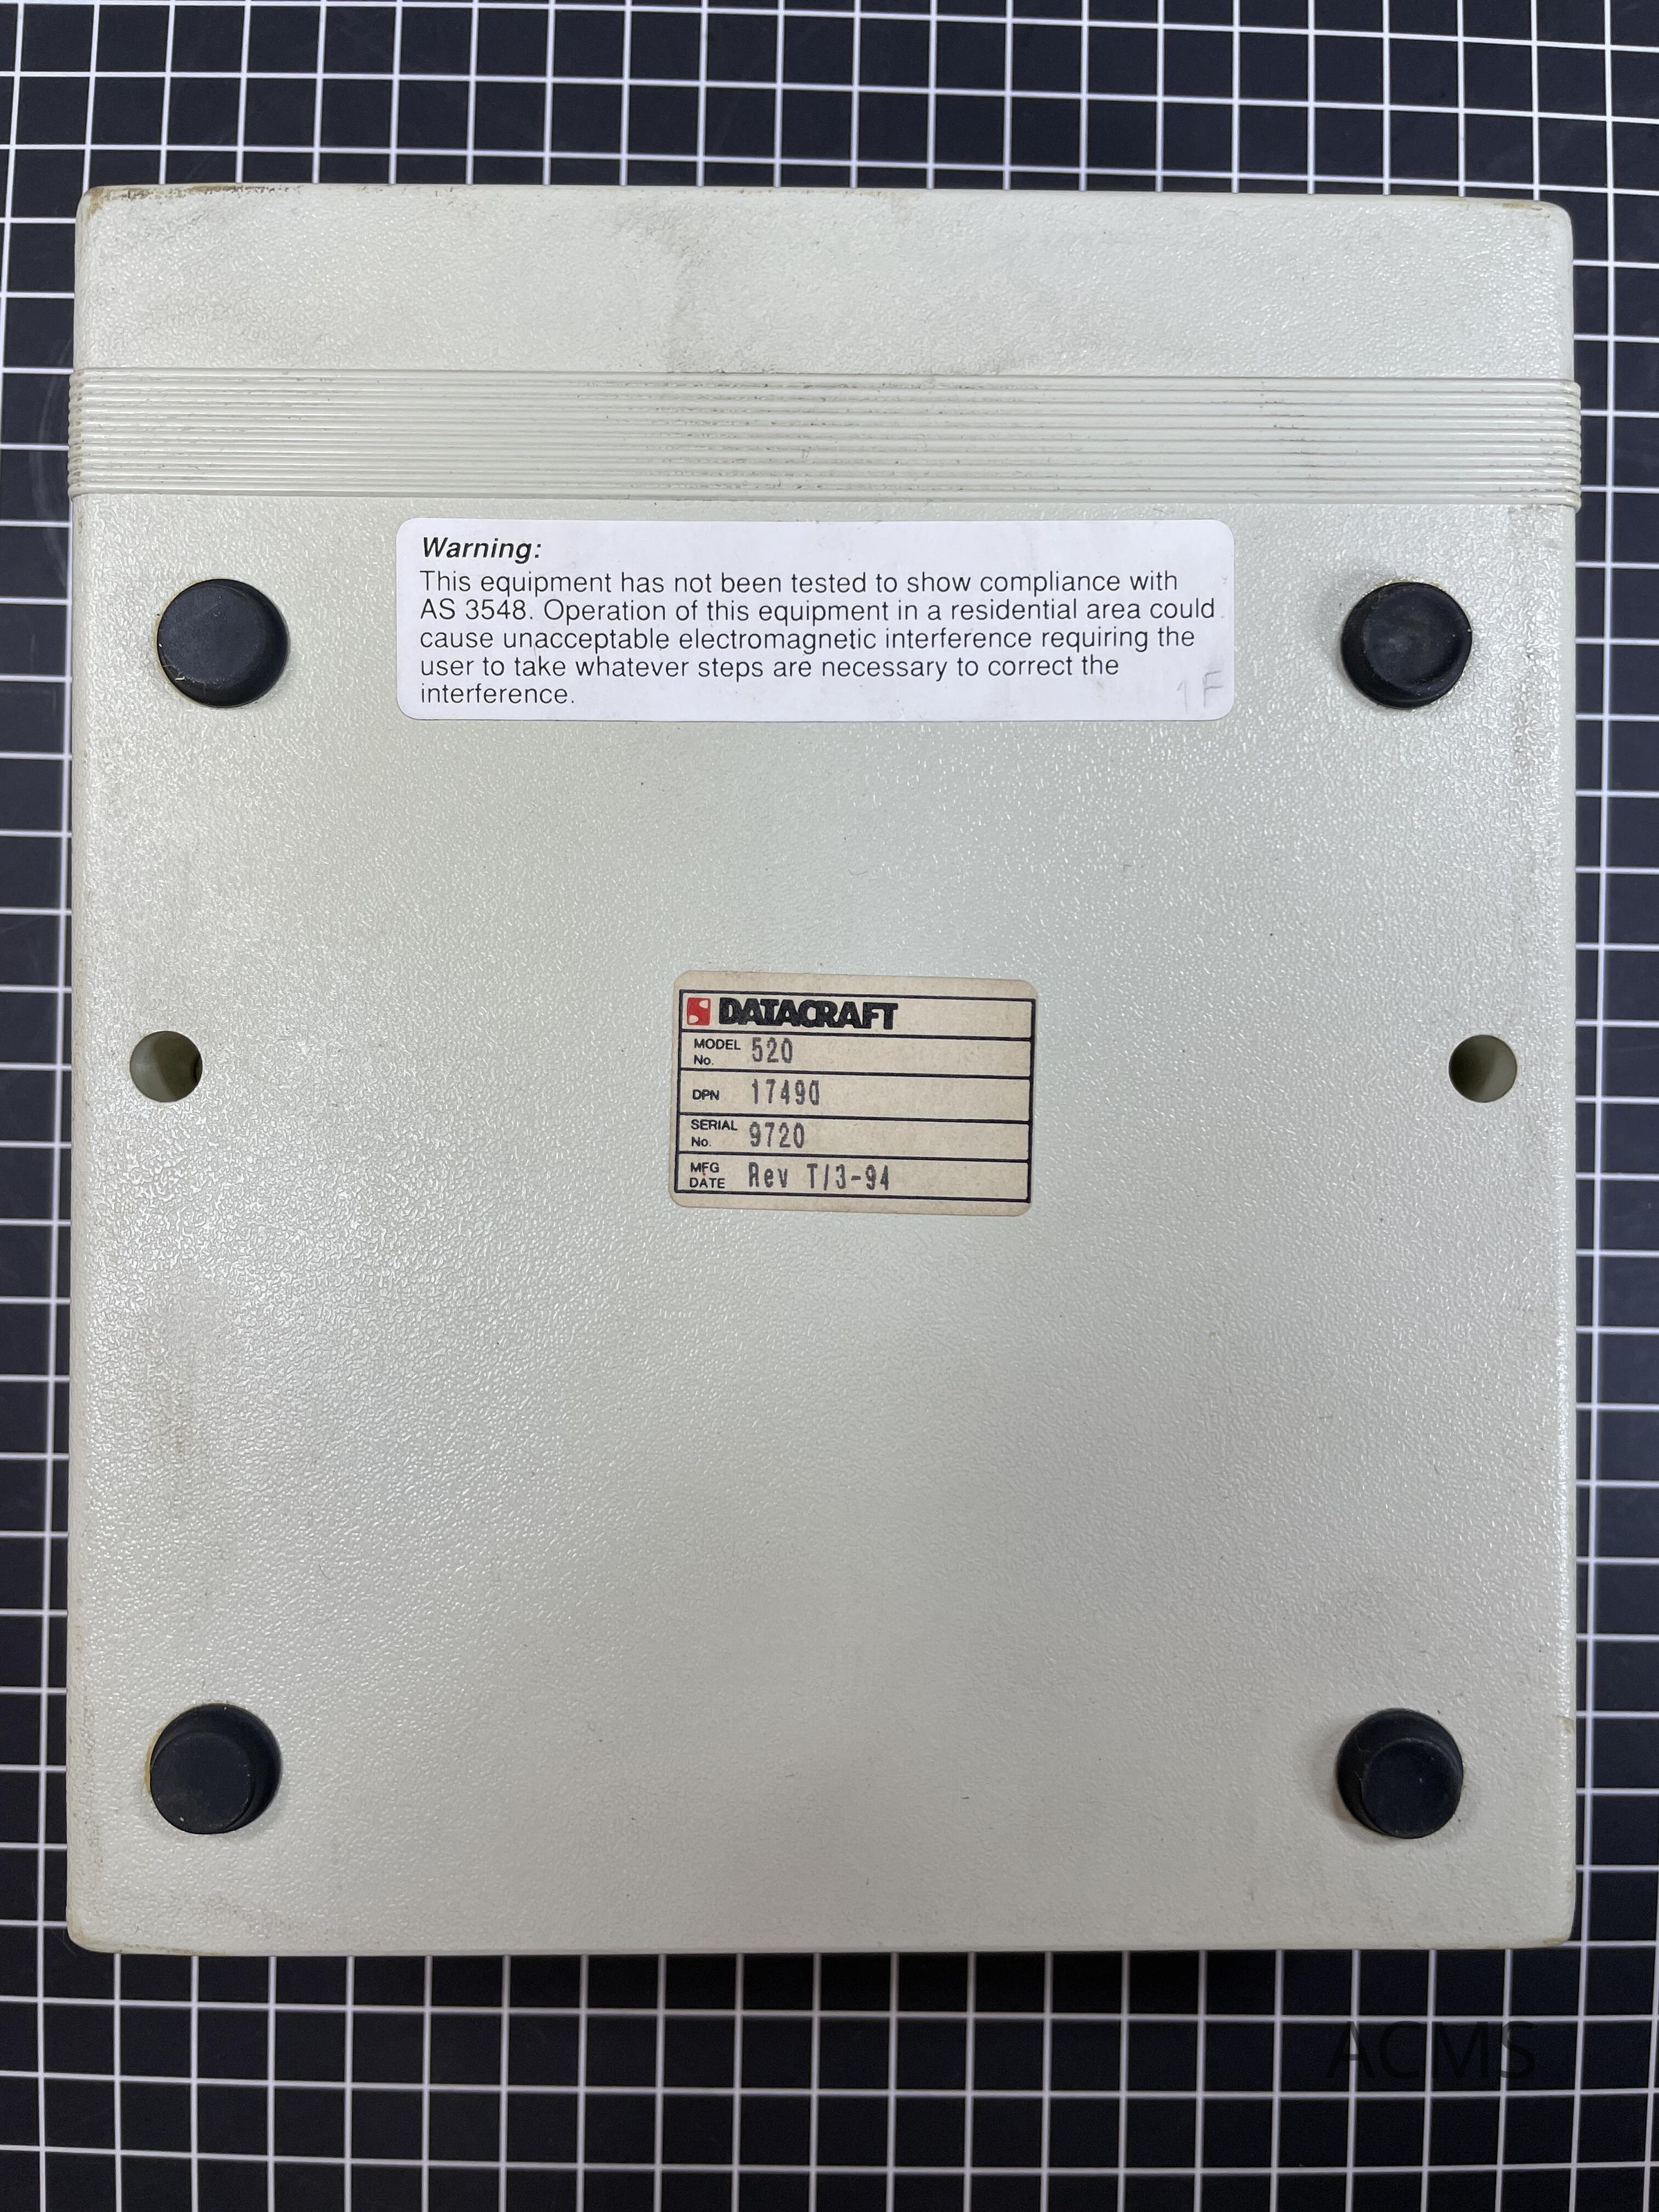 Warning:
This equipment has not been tested to show compliance with
AS 3548. Operation of this equipment in a residential area could
cause unacceptable electromagnetic interference requiring the
user to take whatever steps are necessary to correct the
interference.
1F
DATACRAFT
MODEL No. 520
DPN 17490
SERIAL No. 9720
MFG DATE Rev T/3-94
ACMS